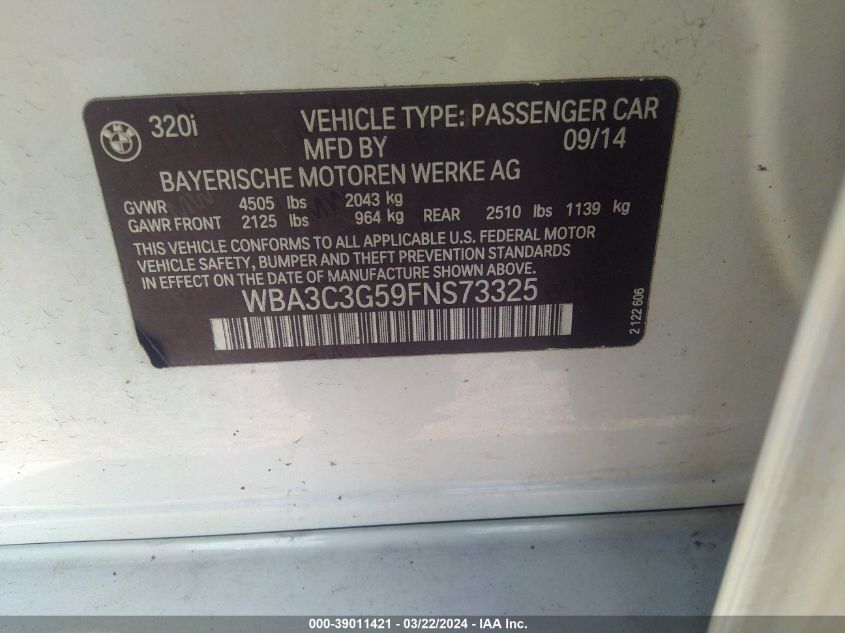 320i VEHICLE TYPE: PASSENGER CAR
MFD BY 09/14
BAYERISCHE MOTOREN WERKE AG
GVWR 4505 lbs 2043 kg
GAWR FRONT 2125 lbs 964 kg REAR 2510 lbs 1139 kg
THIS VEHICLE CONFORMS TO ALL APPLICABLE U.S. FEDERAL MOTOR
VEHICLE SAFETY, BUMPER AND THEFT PREVENTION STANDARDS
IN EFFECT ON THE DATE OF MANUFACTURE SHOWN ABOVE.
WBA3C3G59FNS73325
2 122 606
000-39011421 - 03/22/2024 - IAA Inc.